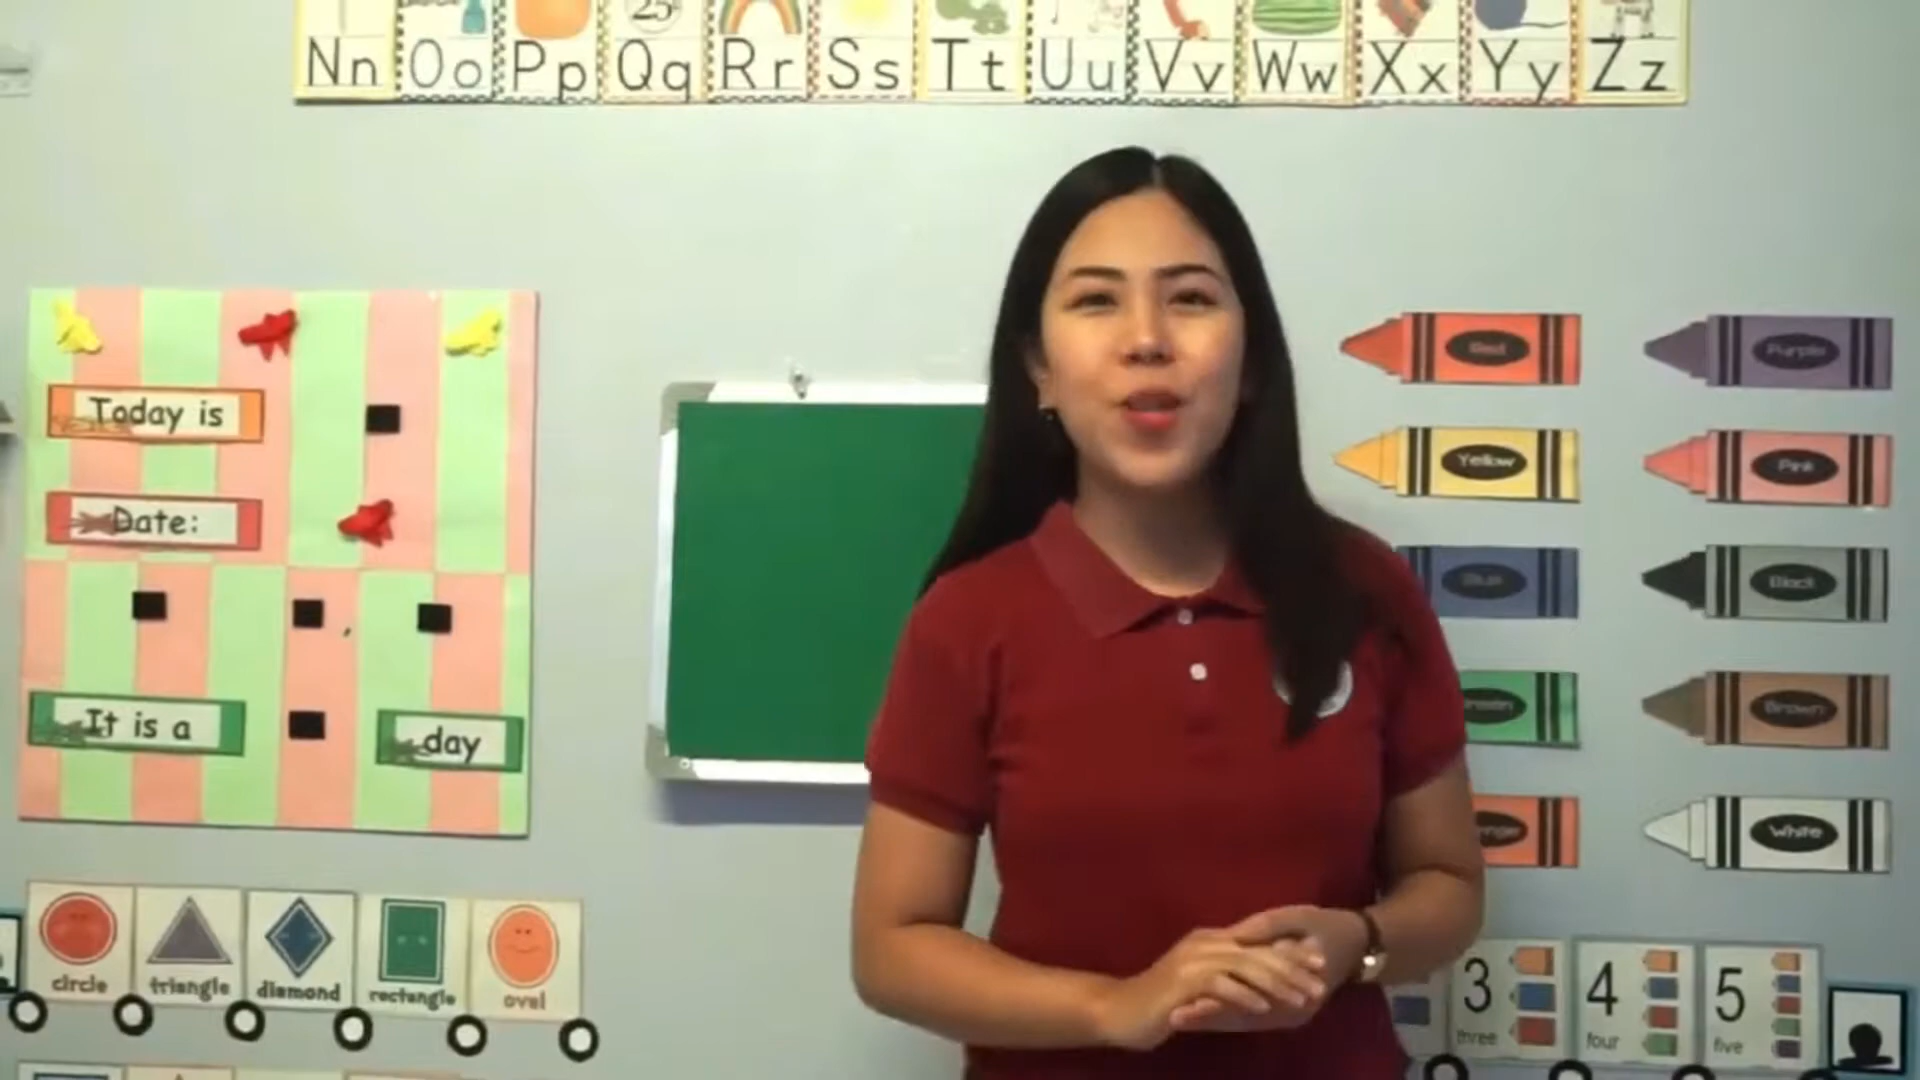 Nn Oo Pp Qq Rr Ss Tt Uu Vv Ww Xx Yy Zz
25¢
Today is
Date:
It is a
day
Red
Purple
Yellow
Pink
Blue
Black
Brown
White
circle
triangle
diamond
rectangle
oval
3
three
4
four
5
five